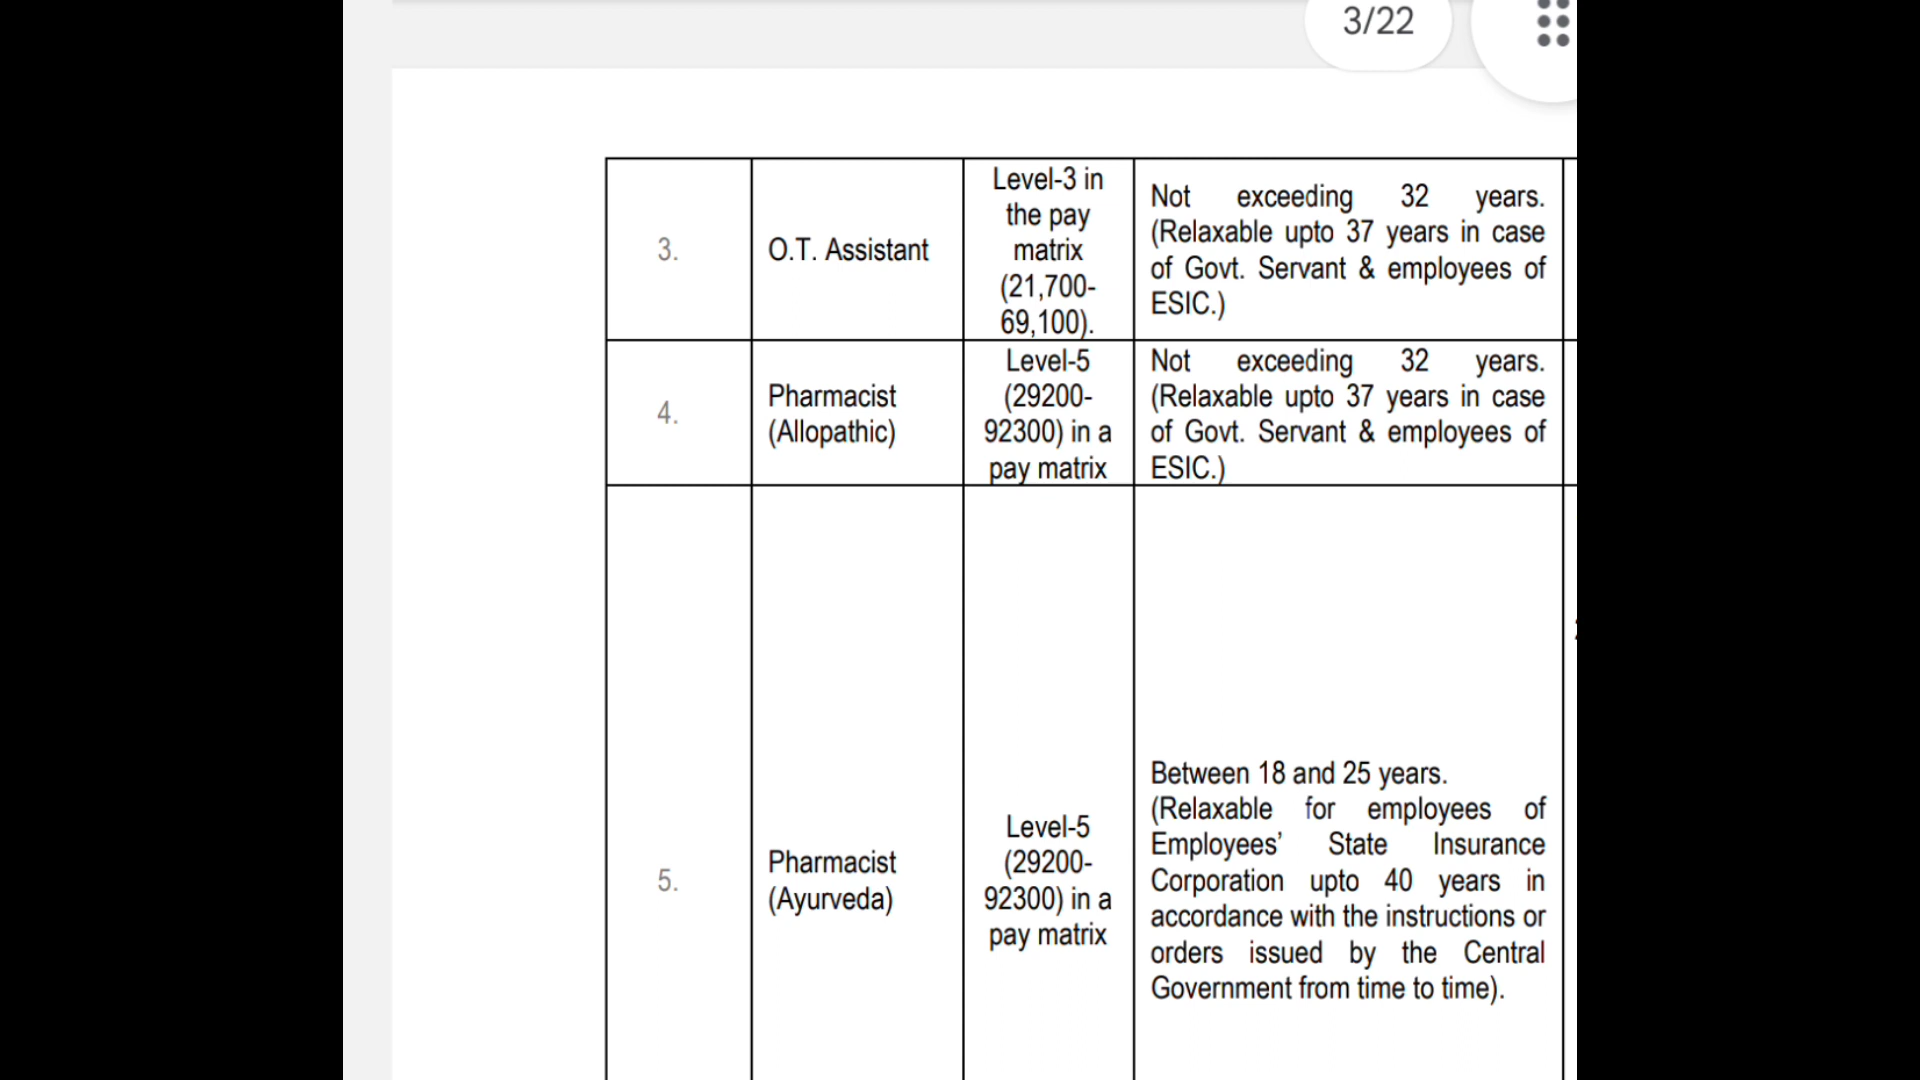 3/22
3.
O.T. Assistant
Level-3 in
the pay
matrix
(21,700-
69,100).
Not exceeding 32 years.
(Relaxable upto 37 years in case
of Govt. Servant & employees of
ESIC.)
4.
Pharmacist
(Allopathic)
Level-5
(29200-
92300) in a
pay matrix
Not exceeding 32 years.
(Relaxable upto 37 years in case
of Govt. Servant & employees of
ESIC.)
5.
Pharmacist
(Ayurveda)
Level-5
(29200-
92300) in a
pay matrix
Between 18 and 25 years.
(Relaxable for employees of
Employees’ State Insurance
Corporation upto 40 years in
accordance with the instructions or
orders issued by the Central
Government from time to time).